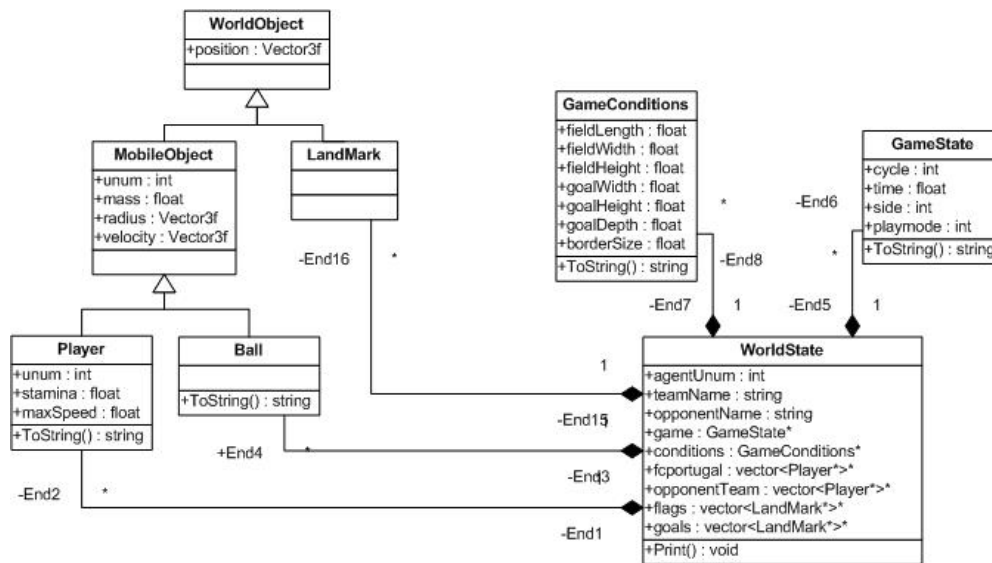 WorldObject
+position : Vector3f
MobileObject
+unum : int
+mass : float
+radius : Vector3f
+velocity : Vector3f
LandMark
GameConditions
+fieldLength : float
+fieldWidth : float
+fieldHeight : float
+goalWidth : float
+goalHeight : float
+goalDepth : float
+borderSize : float
+ToString() : string
GameState
+cycle : int
+time : float
+side : int
+playmode : int
+ToString() : string
-End16
*
*
-End8
-End6
*
-End7
1
-End5
1
Player
+unum : int
+stamina : float
+maxSpeed : float
+ToString() : string
Ball
+ToString() : string
WorldState
+agentUnum : int
+teamName : string
+opponentName : string
+game : GameState*
+conditions : GameConditions*
+fcportugal : vector<Player*>*
+opponentTeam : vector<Player*>*
+flags : vector<LandMark*>*
+goals : vector<LandMark*>*
+Print() : void
1
-End15
1
+End4
*
-End3
1
-End2
*
-End1